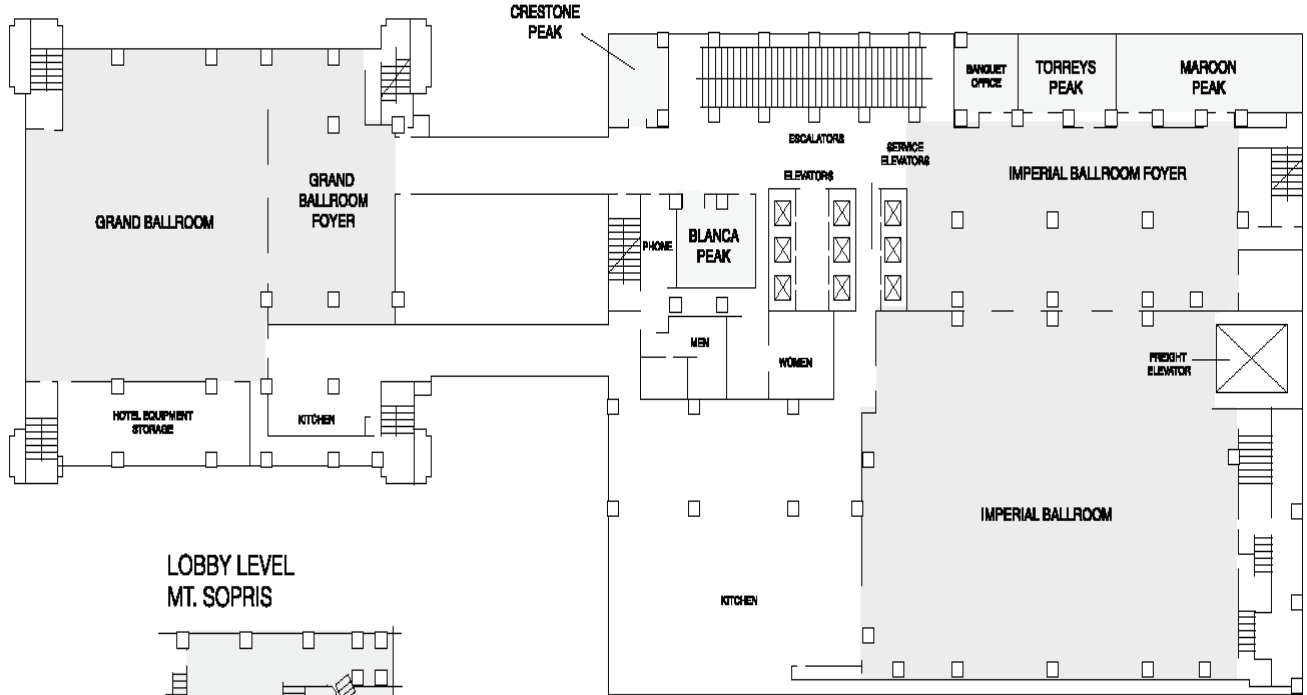 CRESTONE
PEAK
BANQUET
OFFICE
TORREYS
PEAK
MAROON
PEAK
ESCALATORS
SERVICE
ELEVATORS
ELEVATORS
IMPERIAL BALLROOM FOYER
GRAND
BALLROOM
FOYER
GRAND BALLROOM
PHONE
BLANCA
PEAK
MEN
WOMEN
FREIGHT
ELEVATOR
HOTEL EQUIPMENT
STORAGE
KITCHEN
IMPERIAL BALLROOM
KITCHEN
LOBBY LEVEL
MT. SOPRIS